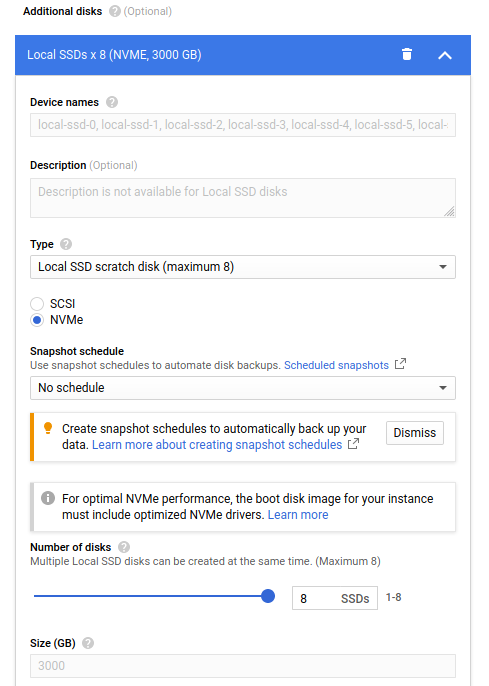 Additional disks ? (Optional)
Local SSDs x 8 (NVME, 3000 GB)
Device names ?
local-ssd-0, local-ssd-1, local-ssd-2, local-ssd-3, local-ssd-4, local-ssd-5, local-
Description (Optional)
Description is not available for Local SSD disks
Type ?
Local SSD scratch disk (maximum 8)
SCSI
NVMe
Snapshot schedule
Use snapshot schedules to automate disk backups. Scheduled snapshots
No schedule
Create snapshot schedules to automatically back up your
data. Learn more about creating snapshot schedules
Dismiss
For optimal NVMe performance, the boot disk image for your instance
must include optimized NVMe drivers. Learn more
Number of disks ?
Multiple Local SSD disks can be created at the same time. (Maximum 8)
8 SSDs 1-8
Size (GB) ?
3000